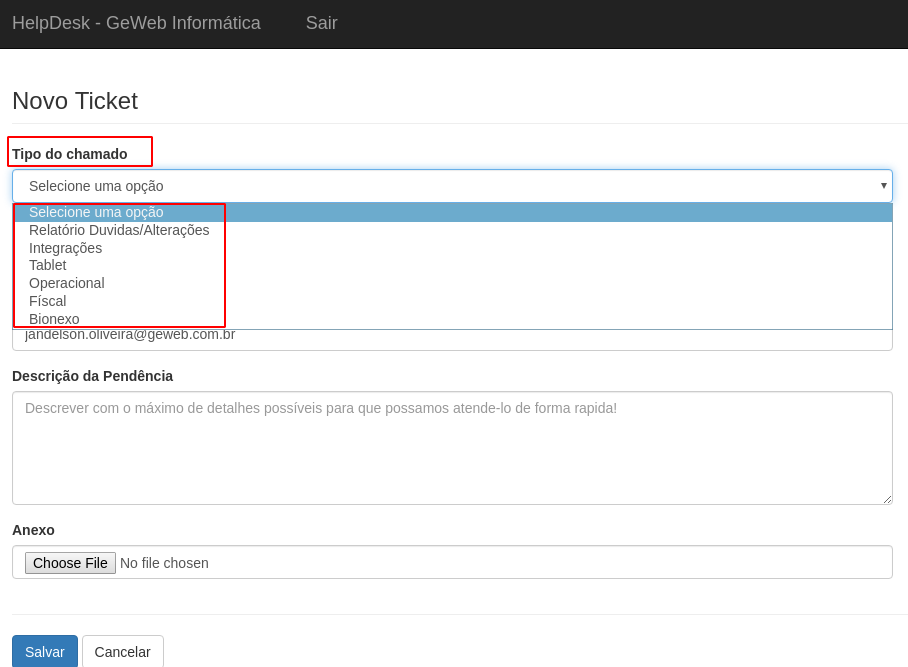 HelpDesk - GeWeb Informática Sair
Novo Ticket
Tipo do chamado
Selecione uma opção
Selecione uma opção
Relatório Duvidas/Alterações
Integrações
Tablet
Operacional
Físcal
Bionexo
jandelson.oliveira@geweb.com.br
Descrição da Pendência
Descrever com o máximo de detalhes possíveis para que possamos atende-lo de forma rapida!
Anexo
Choose File No file chosen
Salvar Cancelar